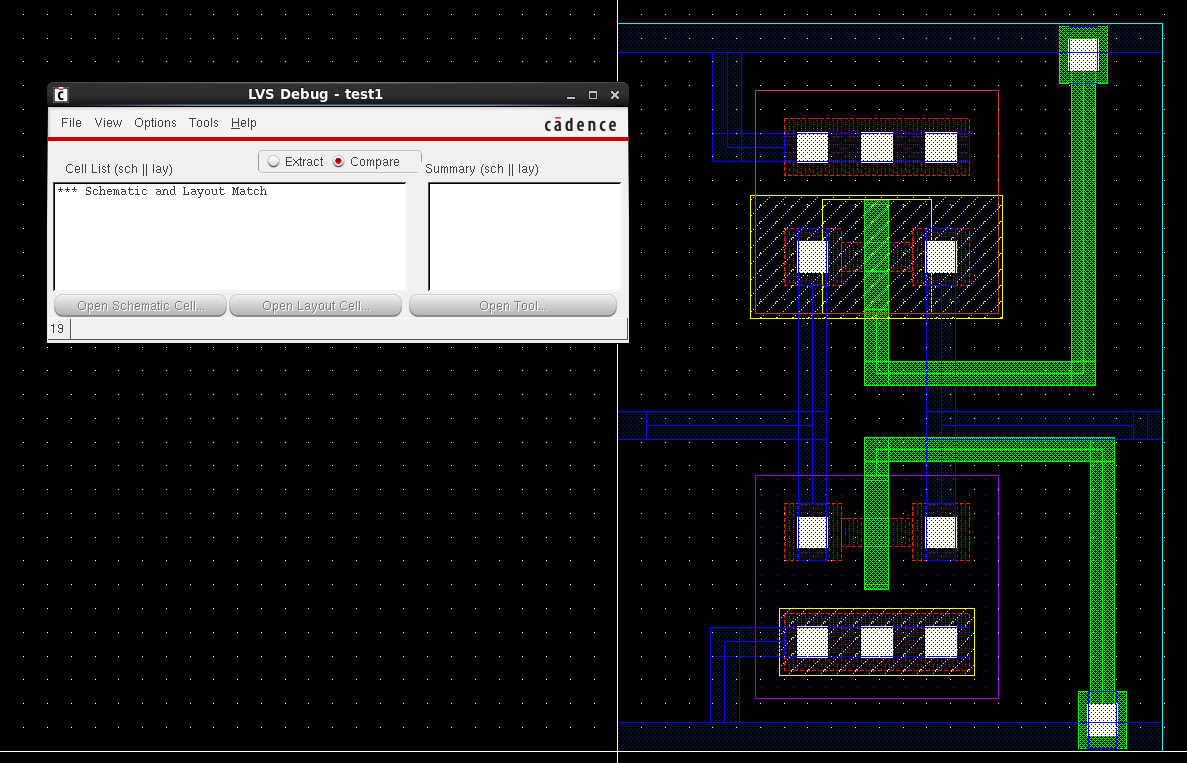 LVS Debug - test1
File View Options Tools Help
cādence
Extract Compare
Cell List (sch || lay) Summary (sch || lay)
*** Schematic and Layout Match
Open Schematic Cell... Open Layout Cell... Open Tool...
19